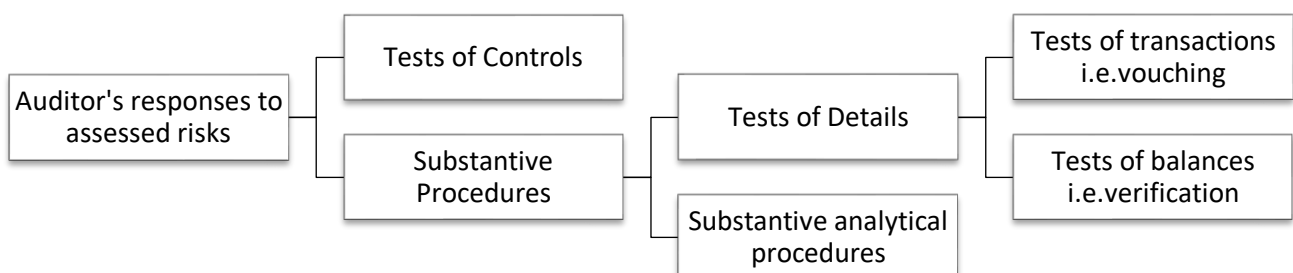 Auditor's responses to
assessed risks
Tests of Controls
Substantive
Procedures
Tests of Details
Substantive analytical
procedures
Tests of transactions
i.e.vouching
Tests of balances
i.e.verification